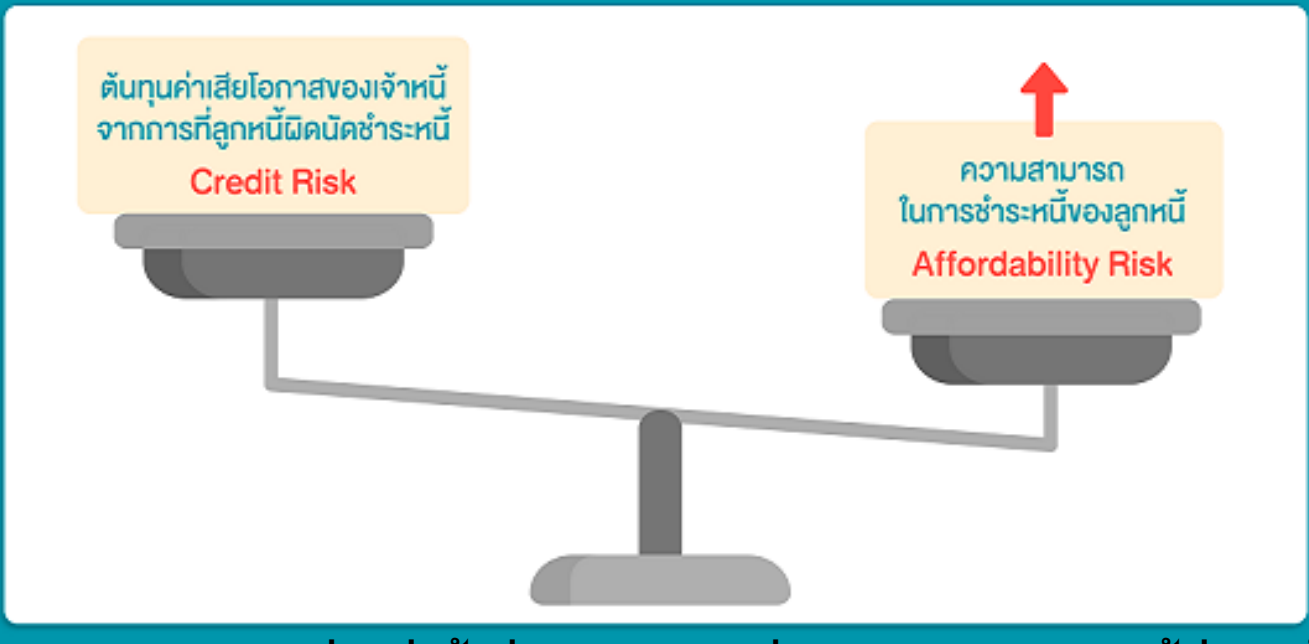 ต้นทุนค่าเสียโอกาสของเจ้าหนี้
จากการที่ลูกหนี้ผิดนัดชำระหนี้
Credit Risk
ความสามารถ
ในการชำระหนี้ของลูกหนี้
Affordability Risk